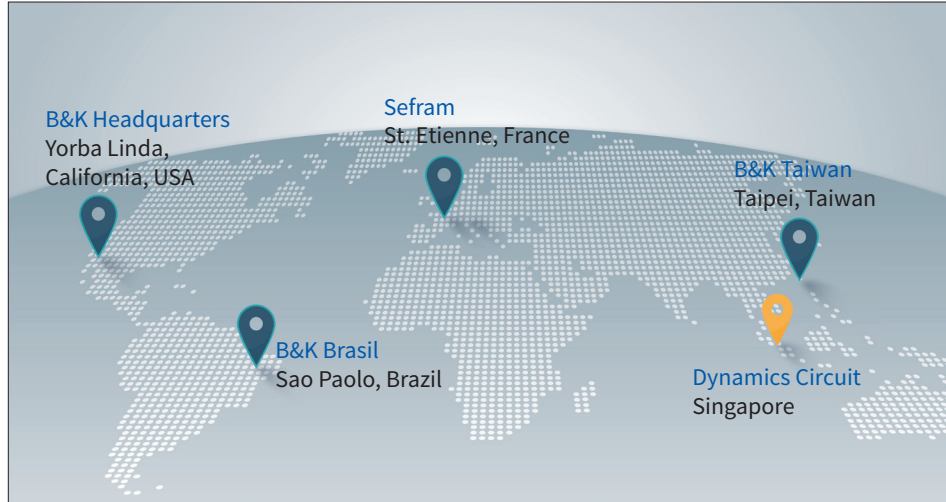 B&K Headquarters
Yorba Linda,
California, USA
Sefram
St. Etienne, France
B&K Taiwan
Taipei, Taiwan
B&K Brasil
Sao Paolo, Brazil
Dynamics Circuit
Singapore